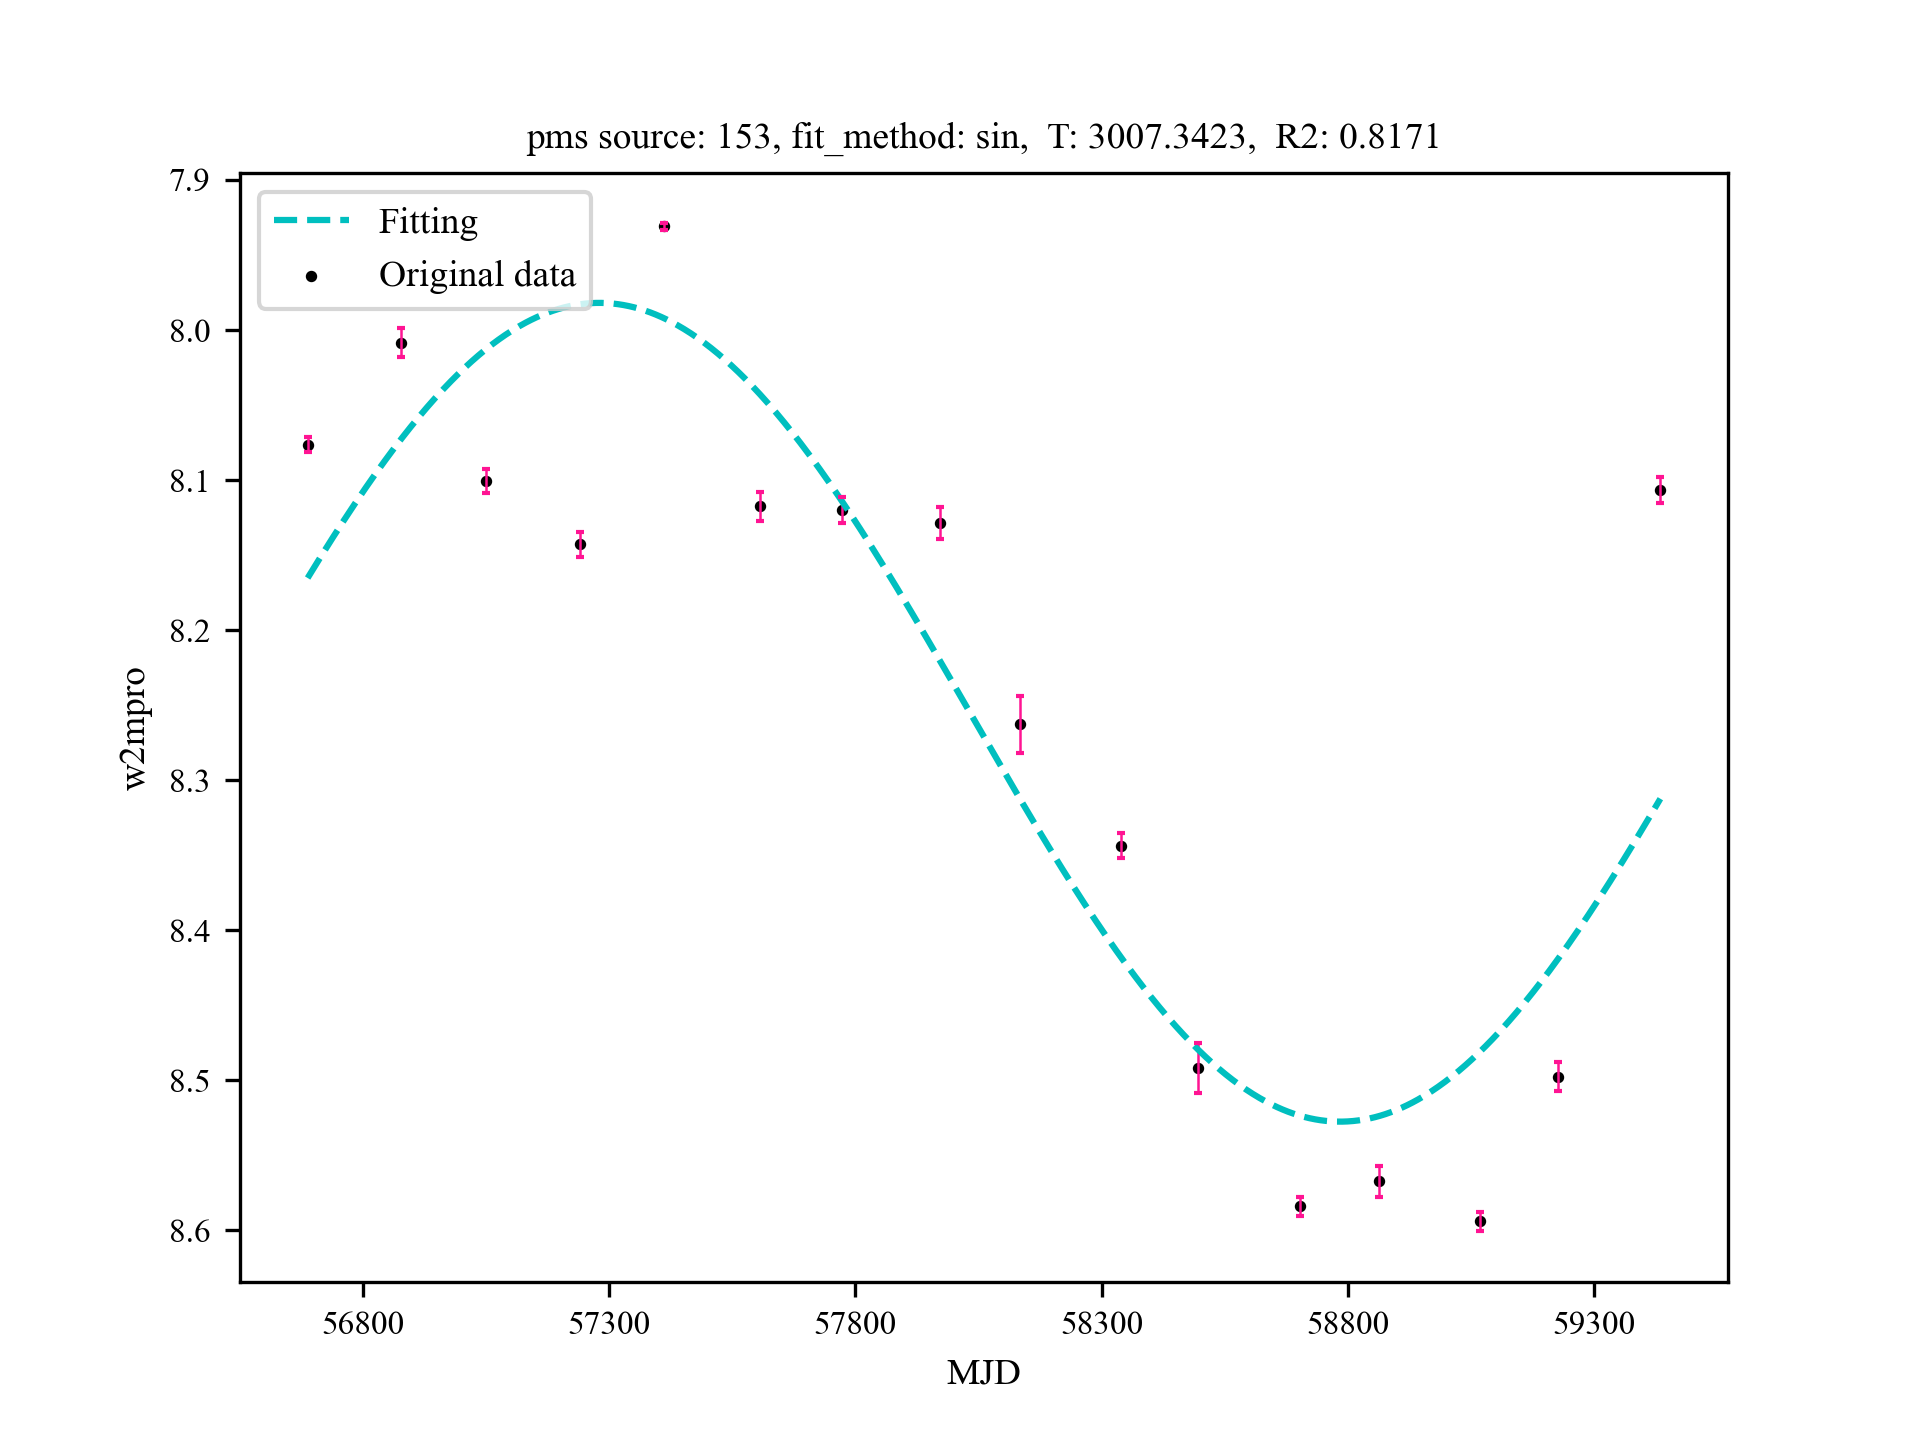 pms source: 153, fit_method: sin,  T: 3007.3423,  R2: 0.8171
Fitting
Original data
7.9
8.0
8.1
8.2
8.3
8.4
8.5
8.6
w2mpro
56800
57300
57800
58300
58800
59300
MJD